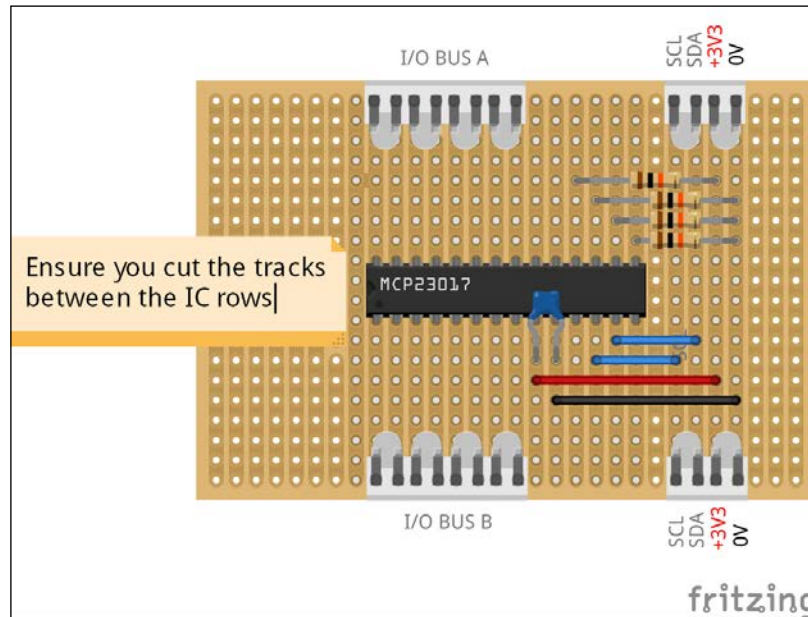 I/O BUS A
SCL
SDA
+3V3
0V
Ensure you cut the tracks
between the IC rows
MCP23017
I/O BUS B
SCL
SDA
+3V3
0V
fritzing